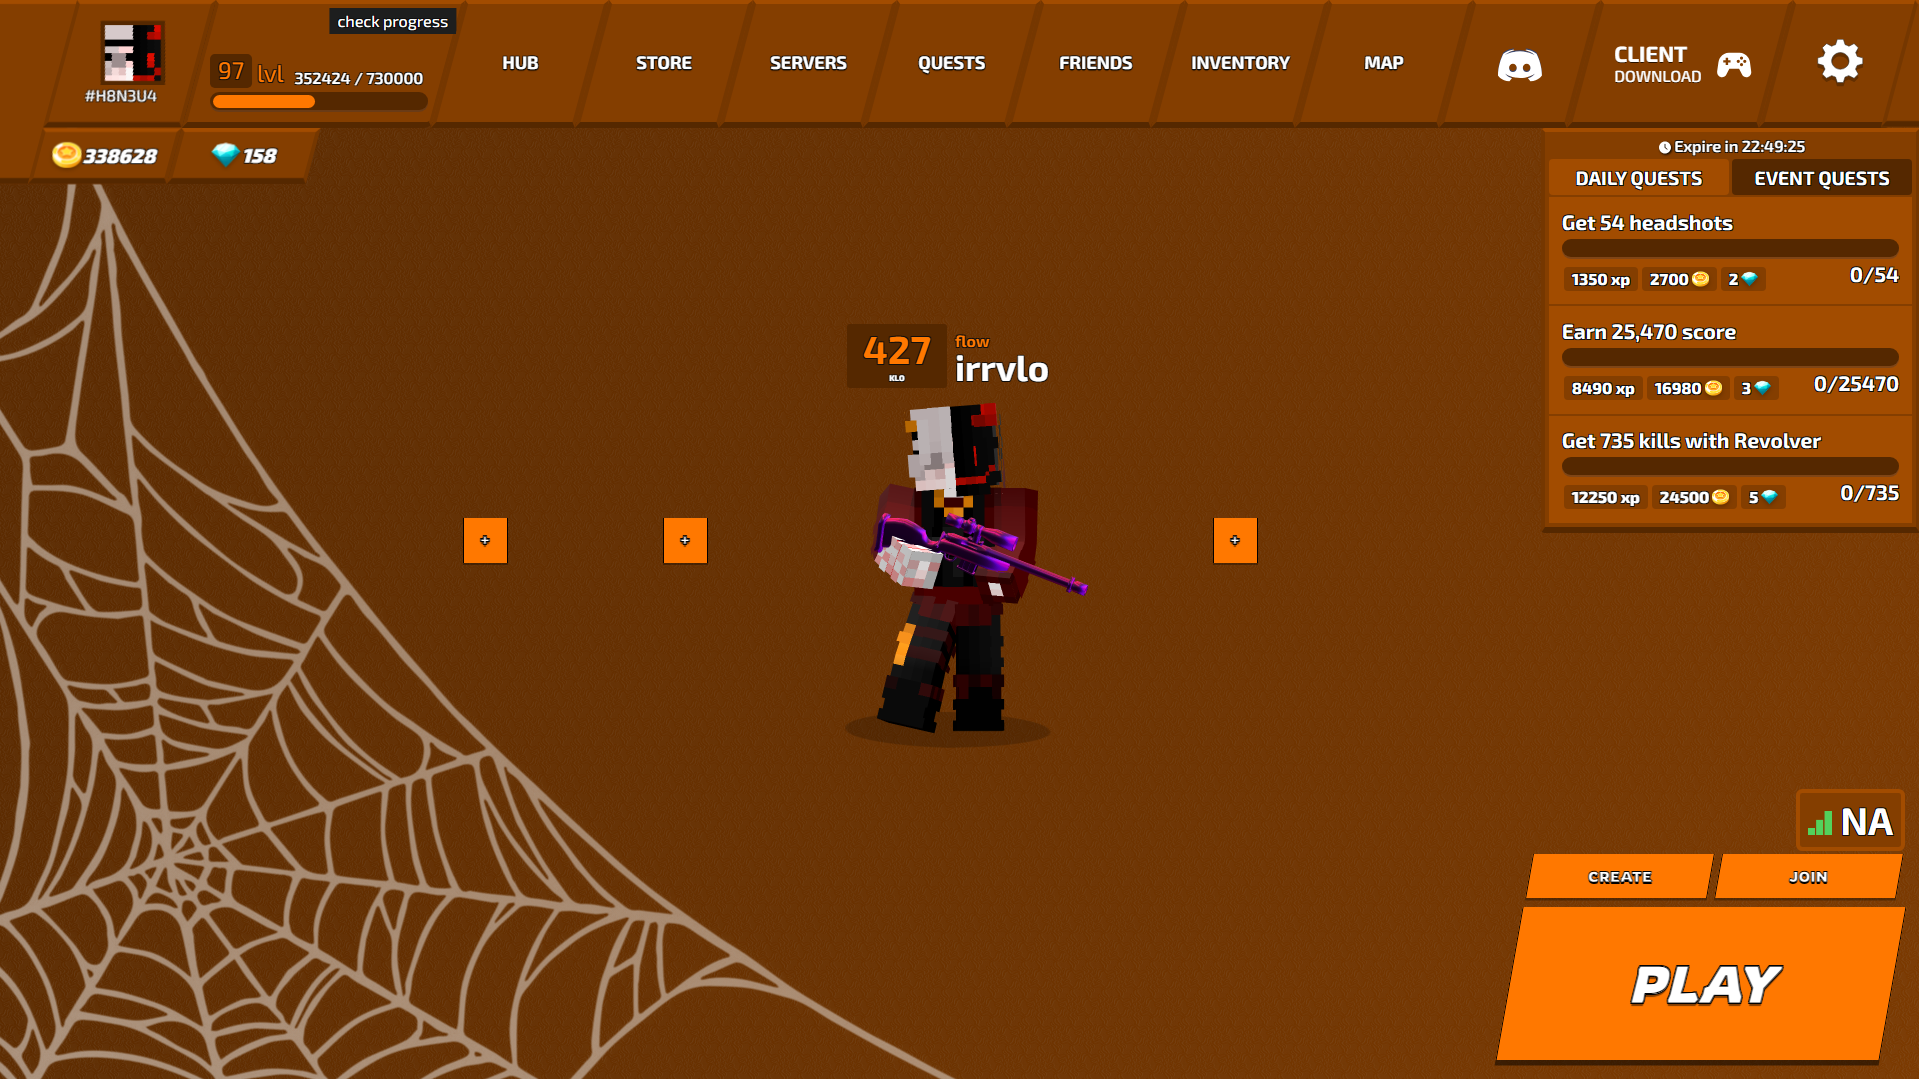 check progress
#H8N3U4
97 lvl 352424 / 730000
HUB
STORE
SERVERS
QUESTS
FRIENDS
INVENTORY
MAP
CLIENT
DOWNLOAD
338628
158
Expire in 22:49:25
DAILY QUESTS
EVENT QUESTS
Get 54 headshots
1350 xp 2700 2 0/54
Earn 25,470 score
8490 xp 16980 3 0/25470
Get 735 kills with Revolver
12250 xp 24500 5 0/735
427
KLO
flow
irrvlo
+
+
+
NA
CREATE
JOIN
PLAY